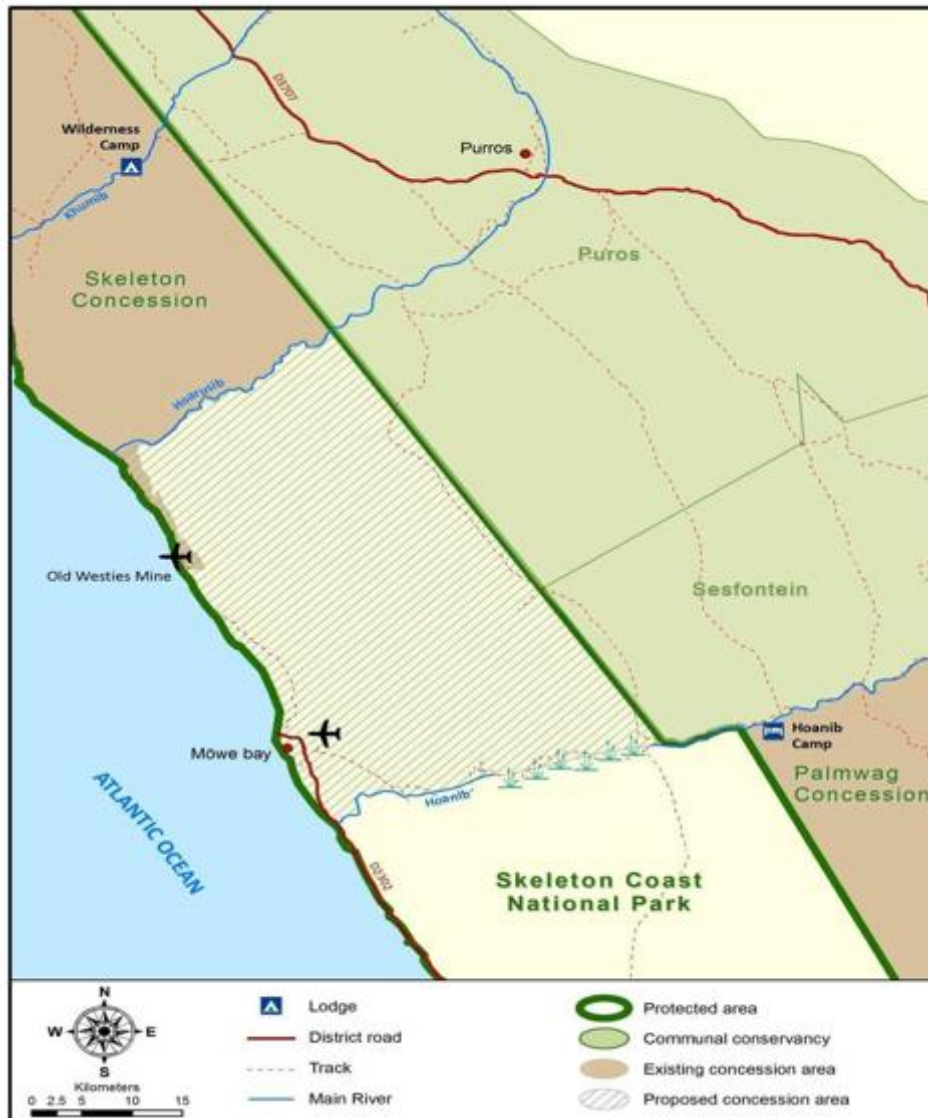 D3707
Wilderness
Camp
Purros
Khumib
Puros
Skeleton
Concession
Hoarusib
Old Westies Mine
Sesfontein
Hoanib
Camp
Palmwag
Concession
Möwe bay
Hoanib
ATLANTIC OCEAN
D2302
Skeleton Coast
National Park
N
W E
S
Kilometers
0 2.5 5 10 15
Lodge
District road
Track
Main River
Protected area
Communal conservancy
Existing concession area
Proposed concession area